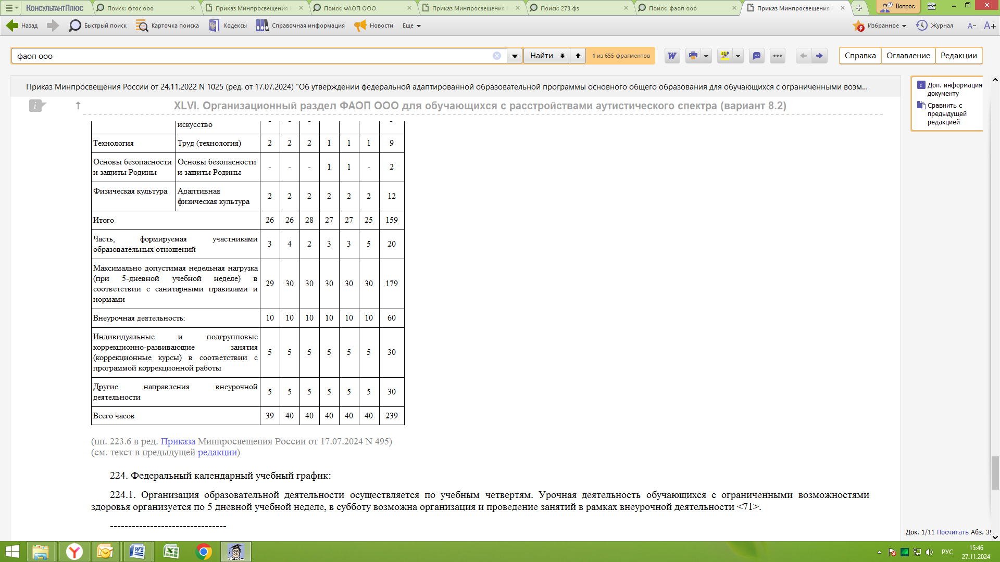 КонсультантПлюс
Поиск: фгос ооо
Приказ Минпросвещения
Поиск: ФАОП ООО
Приказ Минпросвещения
Поиск: 273 фз
Поиск: фаоп ооо
Приказ Минпросвещения
Вопрос
Назад
Быстрый поиск
Карточка поиска
Кодексы
Справочная информация
Новости
Еще
Избранное
Журнал
A−
A+
фаоп ооо
Найти
1 из 655 фрагментов
Справка
Оглавление
Редакции
Приказ Минпросвещения России от 24.11.2022 N 1025 (ред. от 17.07.2024) "Об утверждении федеральной адаптированной образовательной программы основного общего образования для обучающихся с ограниченными возм...
Доп. информация
документу
Сравнить с
предыдущей
редакцией
XLVI. Организационный раздел ФАОП ООО для обучающихся с расстройствами аутистического спектра (вариант 8.2)
искусство - - - -
Технология Труд (технология) 2 2 2 1 1 1 9
Основы безопасности и защиты Родины Основы безопасности и защиты Родины - - - 1 1 - 2
Физическая культура Адаптивная физическая культура 2 2 2 2 2 2 12
Итого 26 26 28 27 27 25 159
Часть, формируемая участниками
образовательных отношений 3 4 2 3 3 5 20
Максимально допустимая недельная нагрузка
(при 5-дневной учебной неделе) в
соответствии с санитарными правилами и
нормами 29 30 30 30 30 30 179
Внеурочная деятельность: 10 10 10 10 10 10 60
Индивидуальные и подгрупповые
коррекционно-развивающие занятия
(коррекционные курсы) в соответствии с
программой коррекционной работы 5 5 5 5 5 5 30
Другие направления внеурочной
деятельности 5 5 5 5 5 5 30
Всего часов 39 40 40 40 40 40 239
(пп. 223.6 в ред. Приказа Минпросвещения России от 17.07.2024 N 495)
(см. текст в предыдущей редакции)
224. Федеральный календарный учебный график:
224.1. Организация образовательной деятельности осуществляется по учебным четвертям. Урочная деятельность обучающихся с ограниченными возможностями
здоровья организуется по 5 дневной учебной неделе, в субботу возможна организация и проведение занятий в рамках внеурочной деятельности <71>.
--------------------------------
Док. 1/11 Посчитать Абз. 39
РУС
15:46
27.11.2024